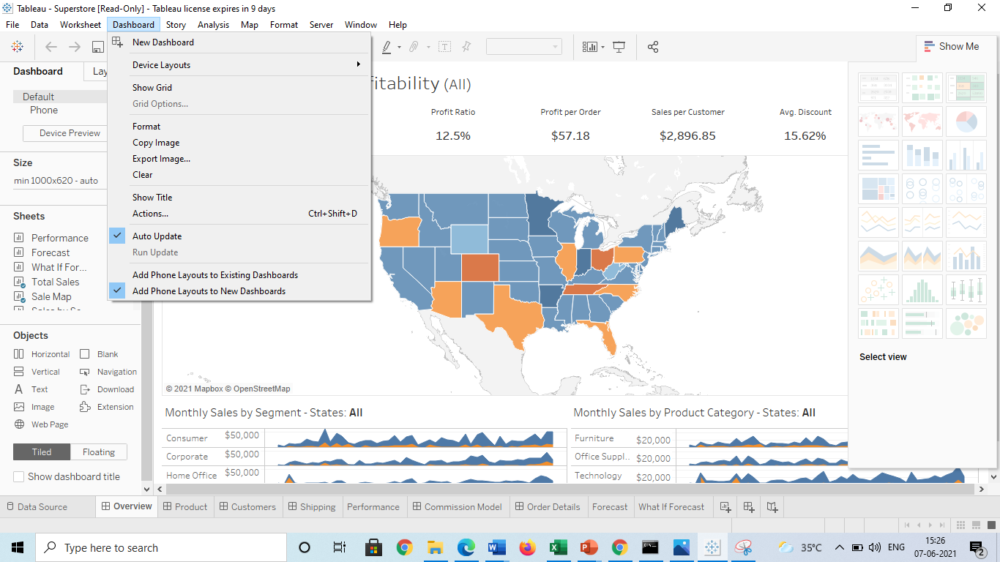 Tableau - Superstore [Read-Only] - Tableau license expires in 9 days
File Data Worksheet Dashboard Story Analysis Map Format Server Window Help
New Dashboard
Device Layouts
Show Grid
Grid Options...
Format
Copy Image
Export Image...
Clear
Show Title
Actions... Ctrl+Shift+D
Auto Update
Run Update
Add Phone Layouts to Existing Dashboards
Add Phone Layouts to New Dashboards
Show Me
Dashboard Lay
Default
Phone
Device Preview
Size
min 1000x620 - auto
Sheets
Performance
Forecast
What If For...
Total Sales
Sale Map
Objects
Horizontal Blank
Vertical Navigation
Text Download
Image Extension
Web Page
Tiled Floating
Show dashboard title
fitability (All)
Profit Ratio Profit per Order Sales per Customer Avg. Discount
12.5% $57.18 $2,896.85 15.62%
© 2021 Mapbox © OpenStreetMap
Monthly Sales by Segment - States: All
Consumer $50,000
Corporate $50,000
Home Office $50,000
Monthly Sales by Product Category - States: All
Furniture $20,000
Office Suppl.. $20,000
Technology $20,000
Select view
Data Source Overview Product Customers Shipping Performance Commission Model Order Details Forecast What If Forecast
Type here to search
35°C ENG
15:26
07-06-2021
2